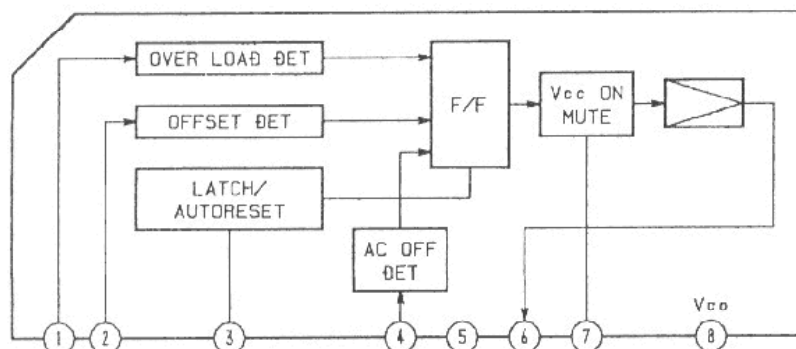 OVER LOAD DET
OFFSET DET
LATCH/
AUTORESET
F/F
Vcc ON
MUTE
AC OFF
DET
Vcc
1 2 3 4 5 6 7 8